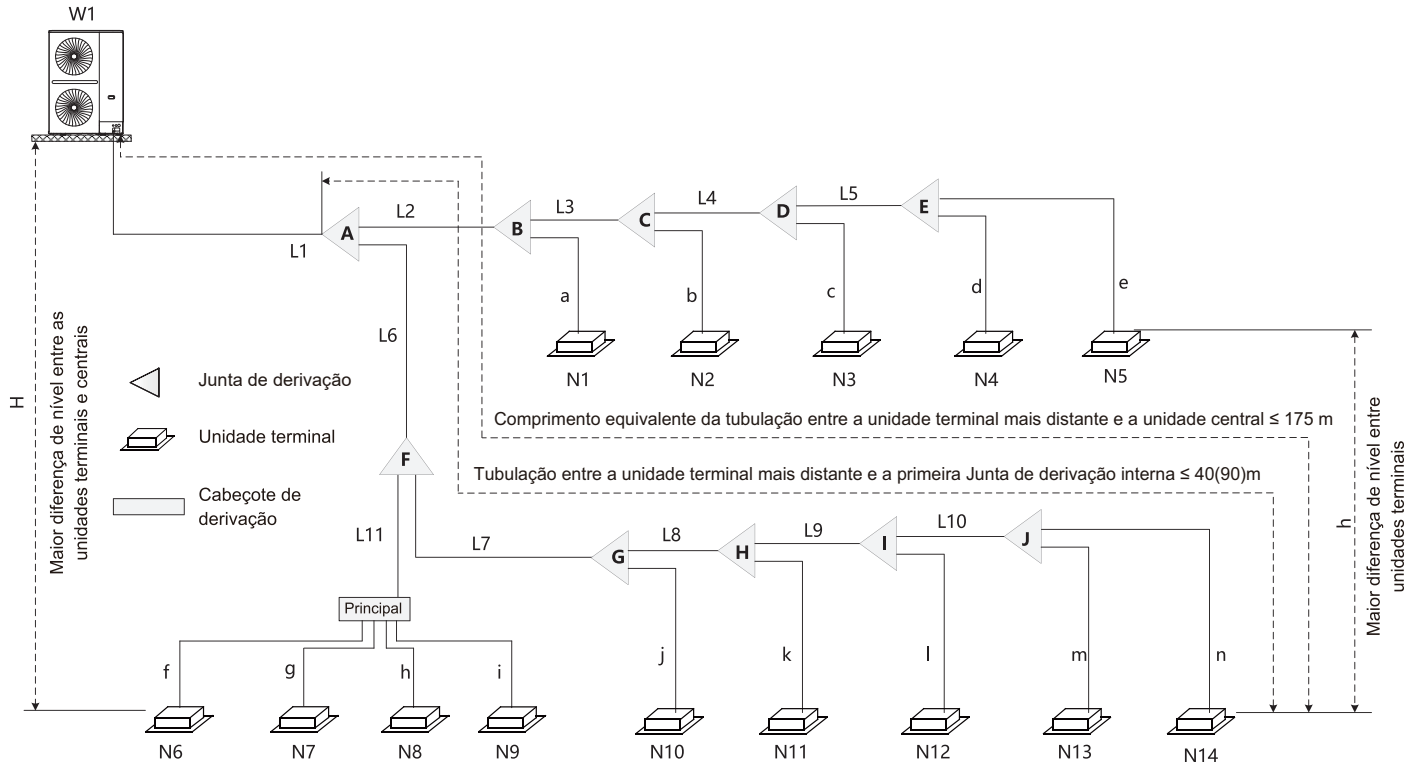 W1
H
Maior diferença de nível entre as
unidades terminais e centrais
L1
A
L2
B
L3
C
L4
D
L5
E
a
b
c
d
e
N1
N2
N3
N4
N5
L6
Junta de derivação
Unidade terminal
Cabeçote de
derivação
Comprimento equivalente da tubulação entre a unidade terminal mais distante e a unidade central ≤ 175 m
Tubulação entre a unidade terminal mais distante e a primeira Junta de derivação interna ≤ 40(90)m
h
Maior diferença de nível entre
unidades terminais
F
L11
L7
G
L8
H
L9
I
L10
J
Principal
f
g
h
i
j
k
l
m
n
N6
N7
N8
N9
N10
N11
N12
N13
N14